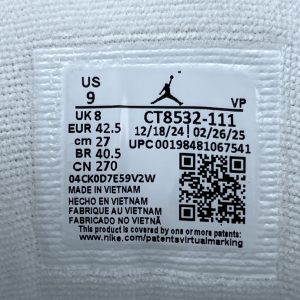 US
9
VP
UK 8
EUR 42.5
cm 27
BR 40.5
CN 270
CT8532-111
12/18/24 | 02/26/25
UPC00198481067541
04CK0D7E59V2W
MADE IN VIETNAM
HECHO EN VIETNAM
FABRIQUE AU VIETNAM
FABRICADO NO VIETNÃ
This product is covered by one or more patents
www.nike.com/patentsvirtualmarking